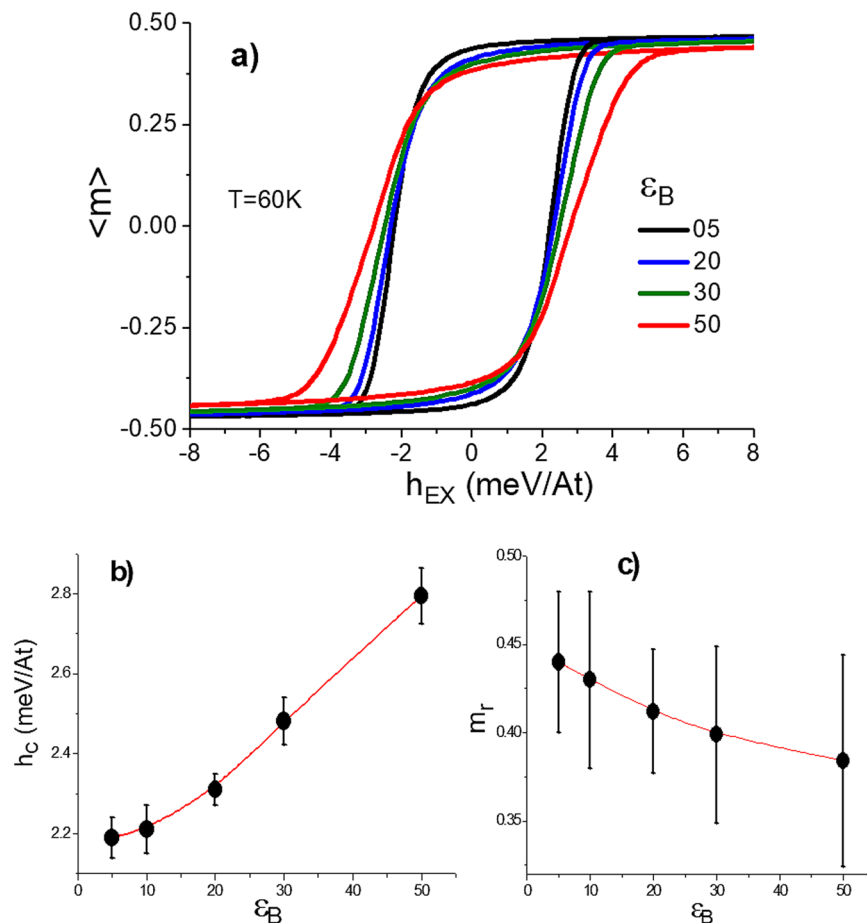 a)
0.50
0.25
0.00
-0.25
-0.50
<m>
T=60K
εB
05
20
30
50
-8 -6 -4 -2 0 2 4 6 8
hEX (meV/At)
b)
2.8
2.6
2.4
2.2
hc (meV/At)
0 10 20 30 40 50
εB
c)
0.50
0.45
0.40
0.35
mr
0 10 20 30 40 50
εB